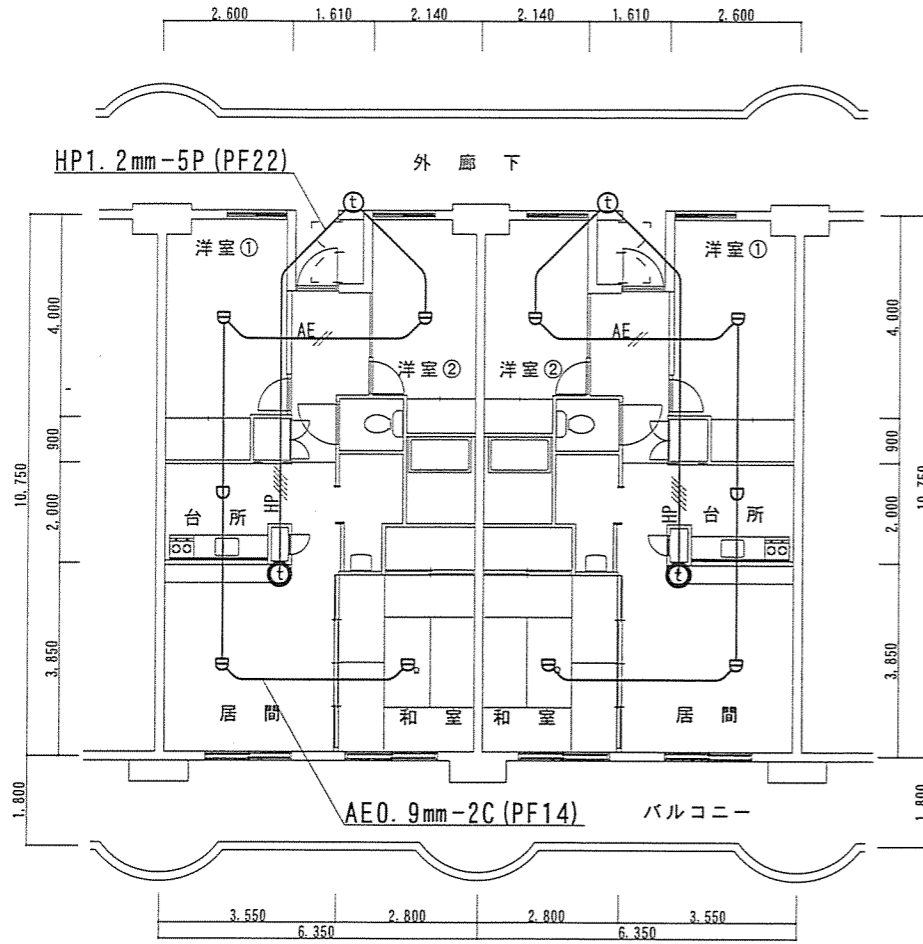 2.600 1.610 2.140 2.140 1.610 2.600
HP1.2mm-5P(PF22)
外廊下
t t
洋室① 洋室①
4,000 4,000
AE AE
洋室② 洋室②
900 900
10,750 10,750
2,000 2,000
HP HP
台所 台所
t t
3,850 3,850
居間 和室 和室 居間
1,800 1,800
AE0.9mm-2C(PF14)
バルコニー
3.550 2.800 2.800 3.550
6.350 6.350